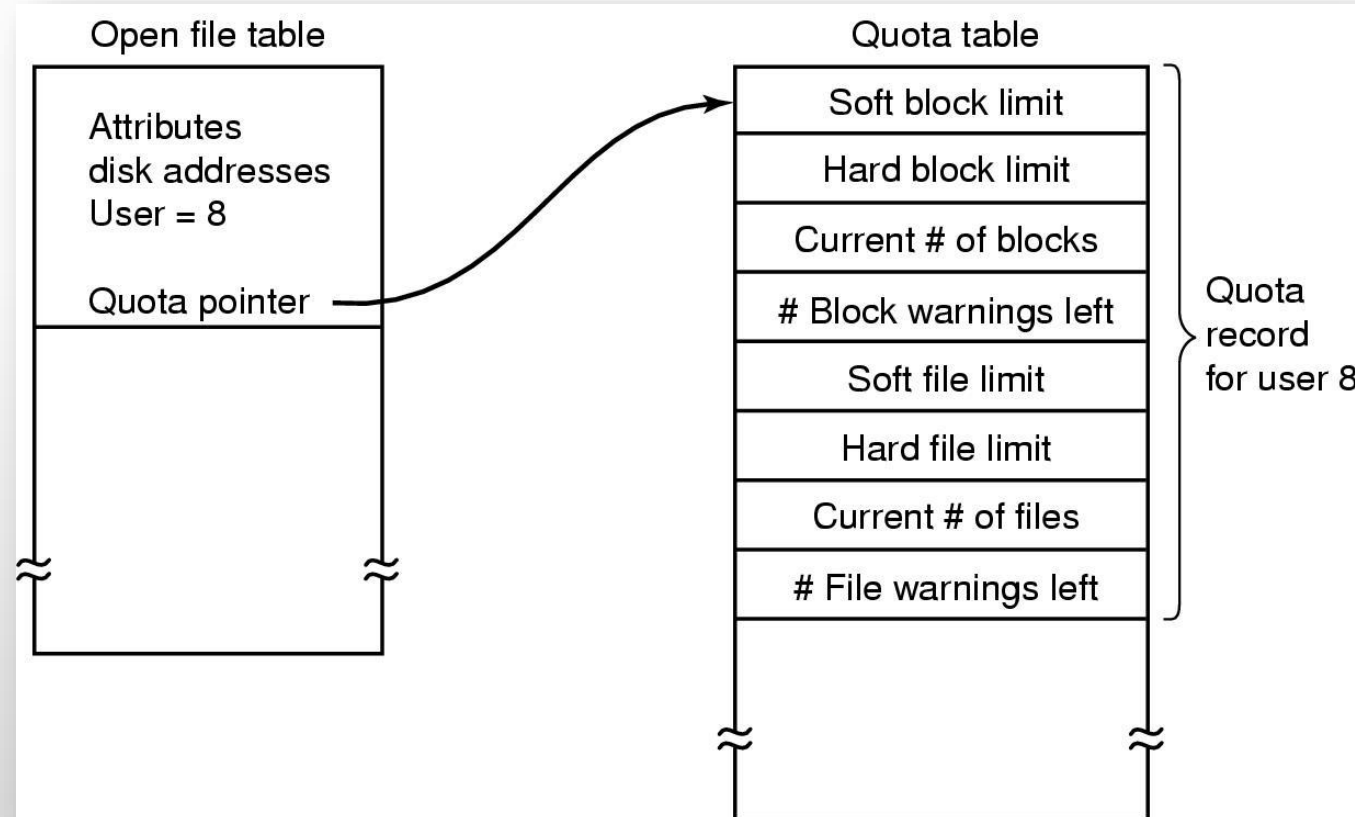 Open file table
Attributes
disk addresses
User = 8
Quota pointer
Quota table
Soft block limit
Hard block limit
Current # of blocks
# Block warnings left
Soft file limit
Hard file limit
Current # of files
# File warnings left
Quota
record
for user 8